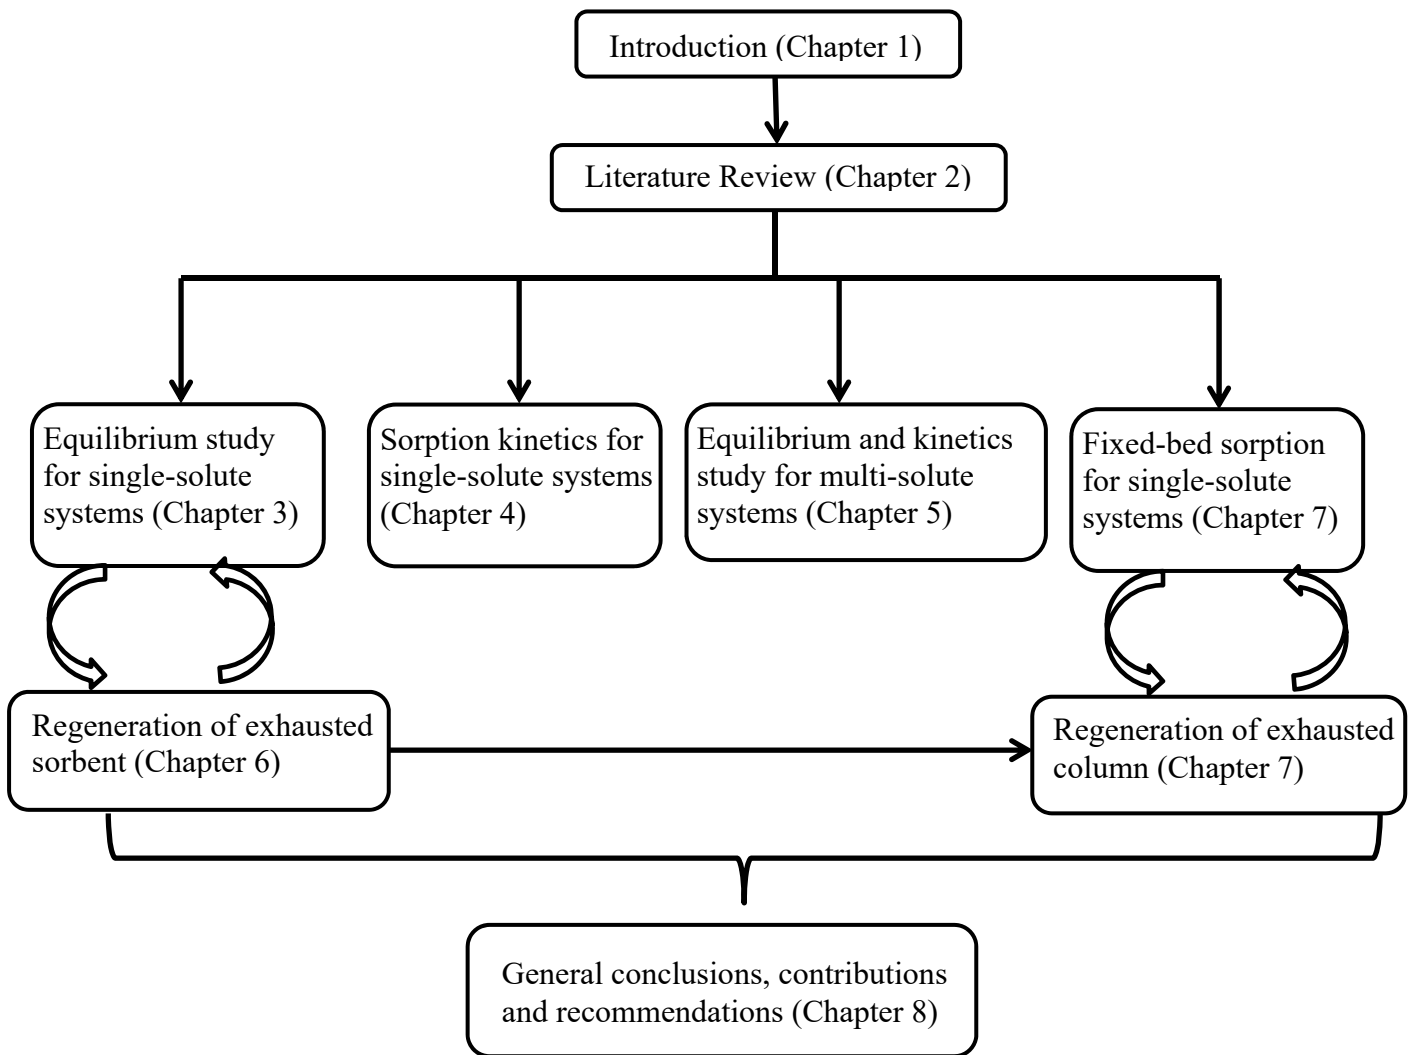 Introduction (Chapter 1)
Literature Review (Chapter 2)
Equilibrium study
for single-solute
systems (Chapter 3)
Sorption kinetics for
single-solute systems
(Chapter 4)
Equilibrium and kinetics
study for multi-solute
systems (Chapter 5)
Fixed-bed sorption
for single-solute
systems (Chapter 7)
Regeneration of exhausted
sorbent (Chapter 6)
Regeneration of exhausted
column (Chapter 7)
General conclusions, contributions
and recommendations (Chapter 8)